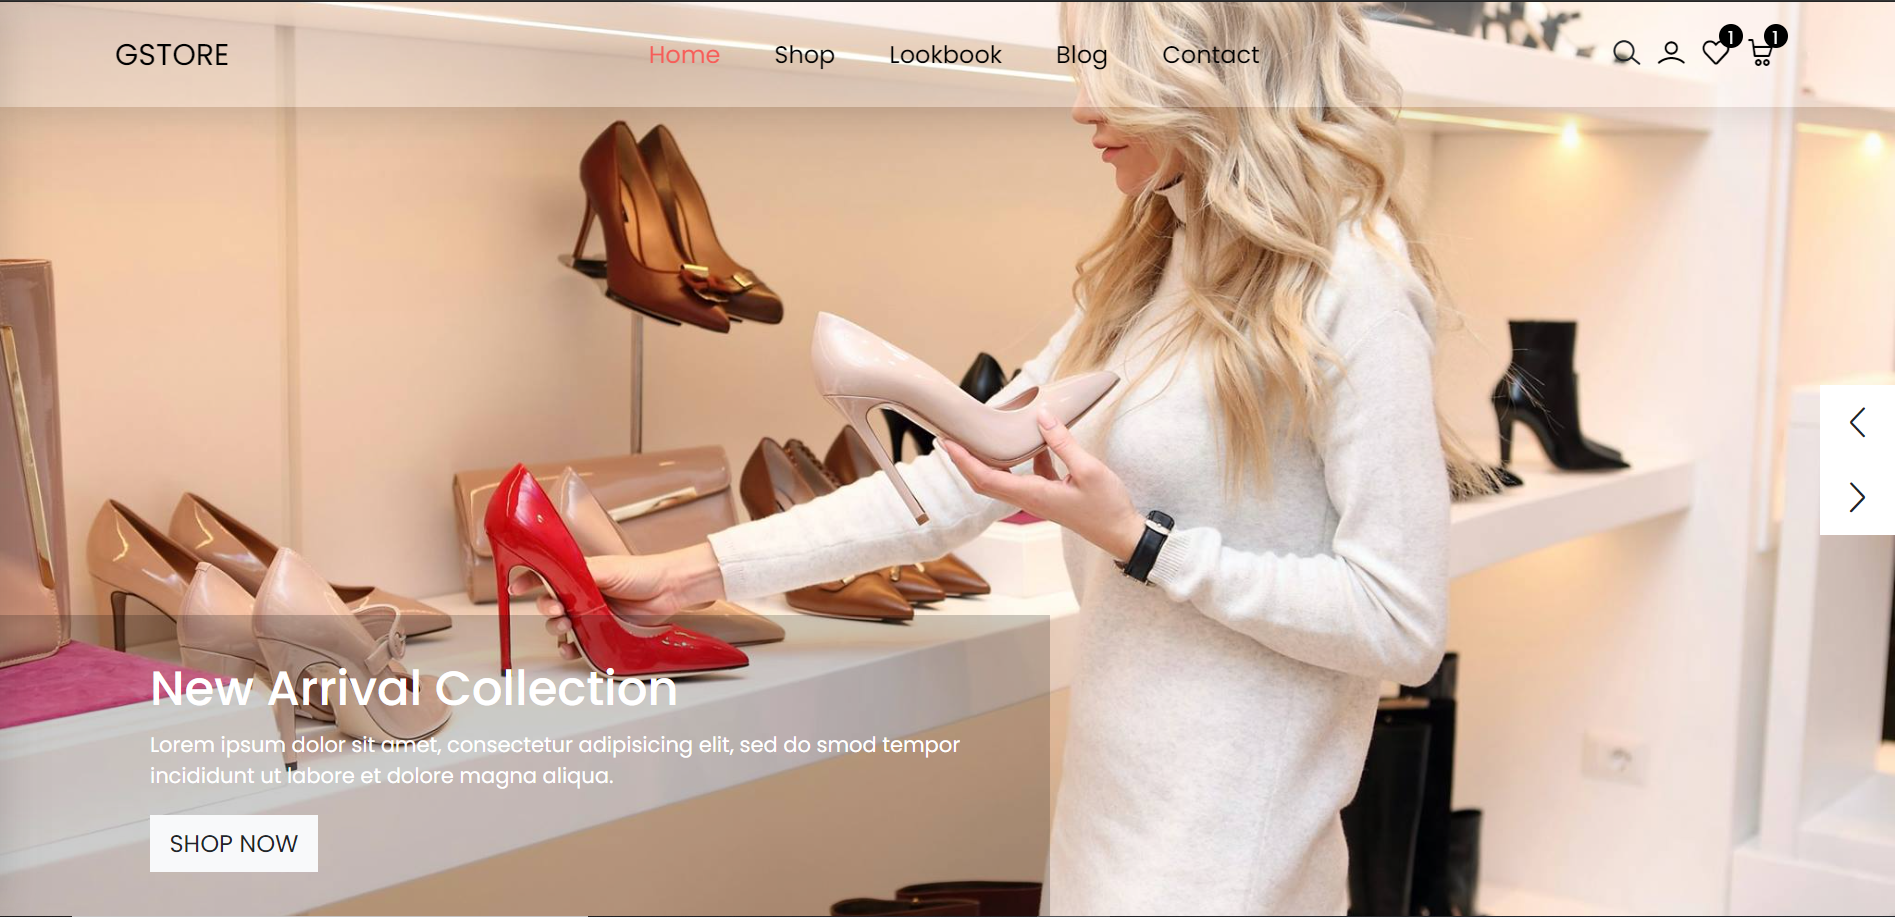 GSTORE
Home Shop Lookbook Blog Contact
1 1
New Arrival Collection
Lorem ipsum dolor sit amet, consectetur adipisicing elit, sed do smod tempor
incididunt ut labore et dolore magna aliqua.
SHOP NOW